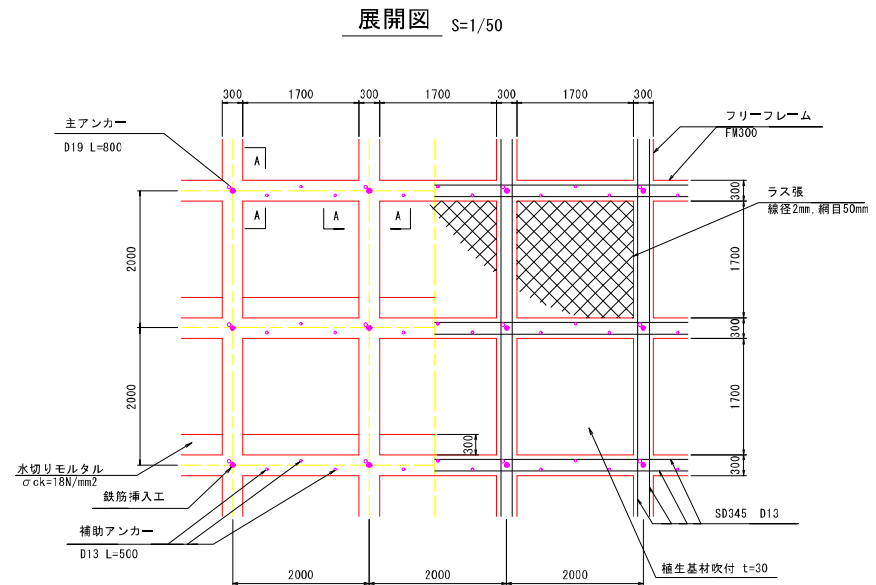 展開図 S=1/50
300 1700 300 1700 300 1700 300
主アンカー
D19 L=800
フリーフレーム
FM300
A
A
A
A
ラス張
線径2mm,網目50mm
300
1700
300
1700
300
2000
2000
300
水切りモルタル
σck=18N/mm2
鉄筋挿入工
補助アンカー
D13 L=500
SD345 D13
植生基材吹付 t=30
2000 2000 2000